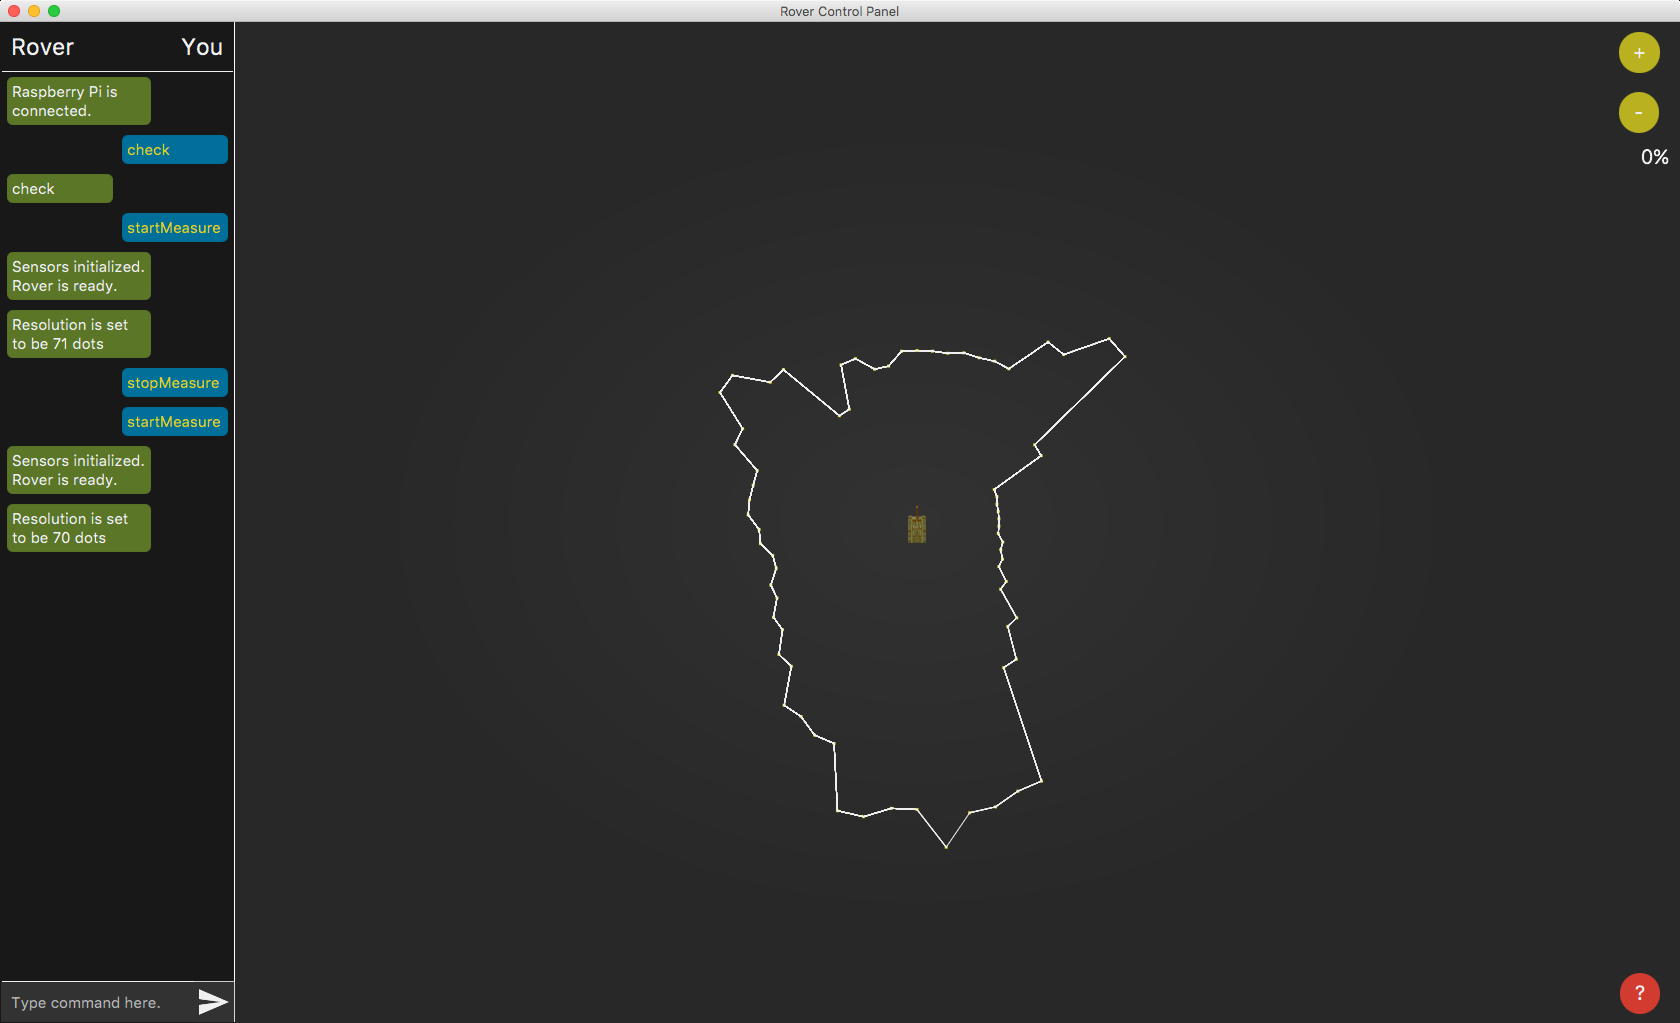 Rover Control Panel
Rover You
Raspberry Pi is
connected.
check
check
startMeasure
Sensors initialized.
Rover is ready.
Resolution is set
to be 71 dots
stopMeasure
startMeasure
Sensors initialized.
Rover is ready.
Resolution is set
to be 70 dots
Type command here.
+
-
0%
?